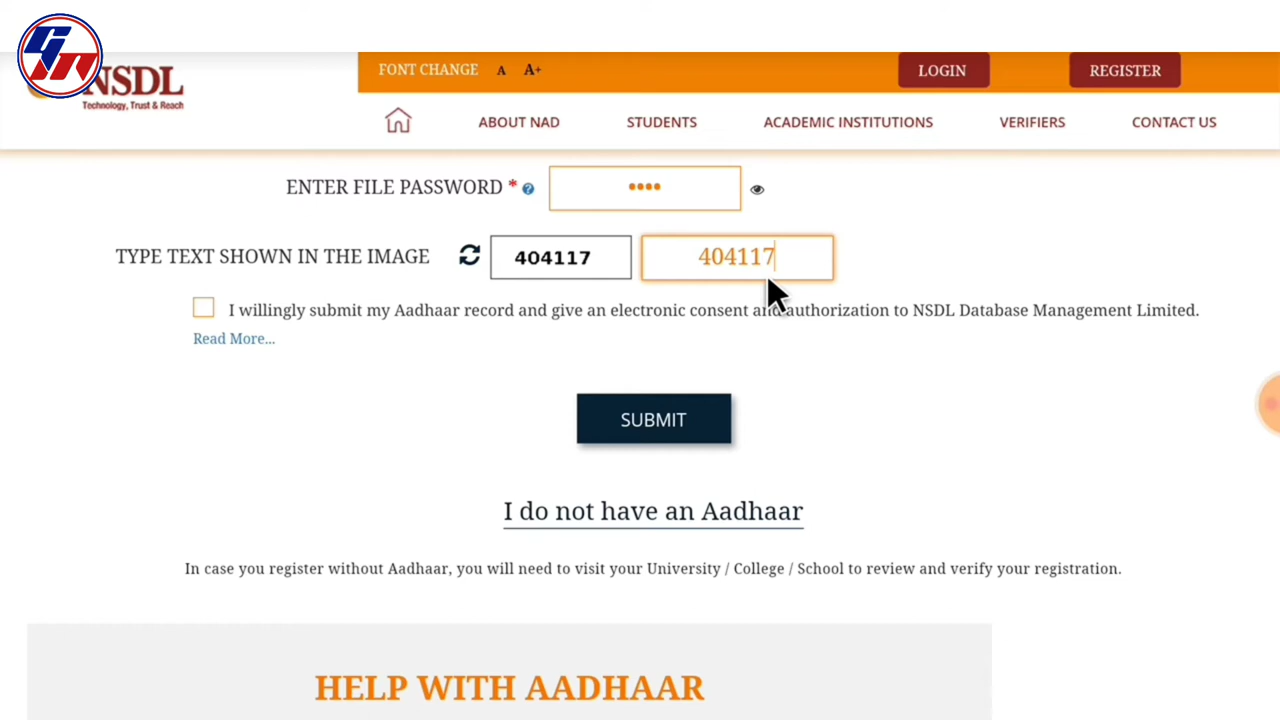 NSDL
Technology, Trust & Reach
FONT CHANGE A A+
LOGIN
REGISTER
ABOUT NAD
STUDENTS
ACADEMIC INSTITUTIONS
VERIFIERS
CONTACT US
ENTER FILE PASSWORD * ?
••••
TYPE TEXT SHOWN IN THE IMAGE
404117
404117
I willingly submit my Aadhaar record and give an electronic consent and authorization to NSDL Database Management Limited.
Read More...
SUBMIT
I do not have an Aadhaar
In case you register without Aadhaar, you will need to visit your University / College / School to review and verify your registration.
HELP WITH AADHAAR